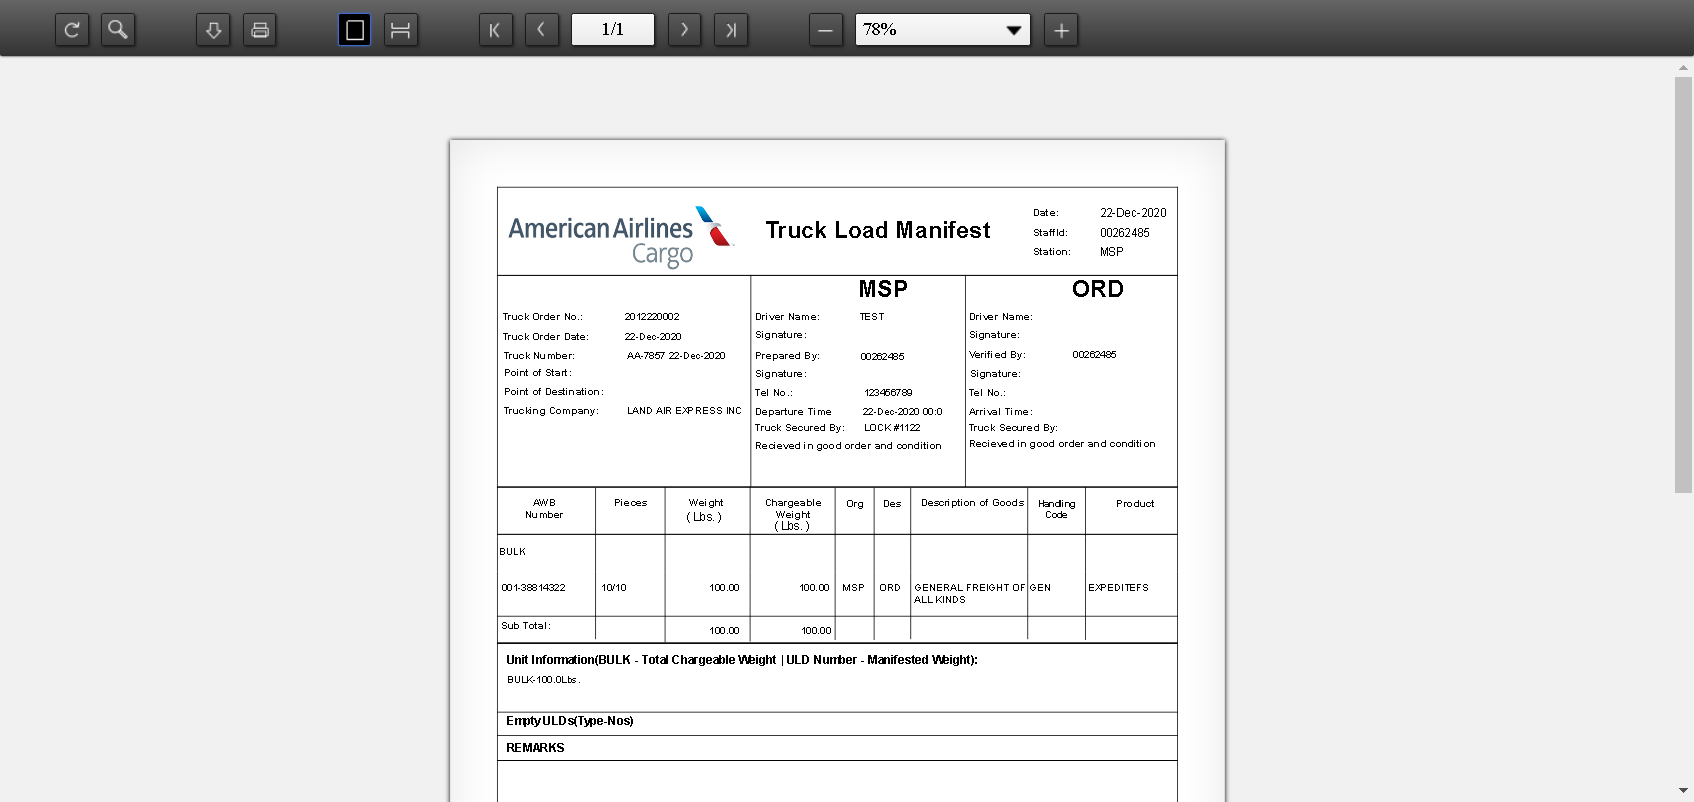 1/1
78%
American Airlines
Cargo
Truck Load Manifest
Date: 22-Dec-2020
StaffId: 00262485
Station: MSP
MSP
ORD
Truck Order No.: 2012220002
Truck Order Date: 22-Dec-2020
Truck Number: AA-7857 22-Dec-2020
Point of Start:
Point of Destination:
Trucking Company: LAND AIR EXPRESS INC
Driver Name: TEST
Signature:
Prepared By: 00262485
Signature:
Tel No.: 123456789
Departure Time 22-Dec-2020 00:0
Truck Secured By: LOCK #1122
Recieved in good order and condition
Driver Name:
Signature:
Verified By: 00262485
Signature:
Tel No.:
Arrival Time:
Truck Secured By:
Recieved in good order and condition
AWB Number Pieces Weight (Lbs.) Chargeable Weight (Lbs.) Org Des Description of Goods Handling Code Product
BULK
001-38814322 10/10 100.00 100.00 MSP ORD GENERAL FREIGHT OF ALL KINDS GEN EXPEDITEFS
Sub Total: 100.00 100.00
Unit Information(BULK - Total Chargeable Weight | ULD Number - Manifested Weight):
BULK-100.0Lbs.
Empty ULDs(Type-Nos)
REMARKS